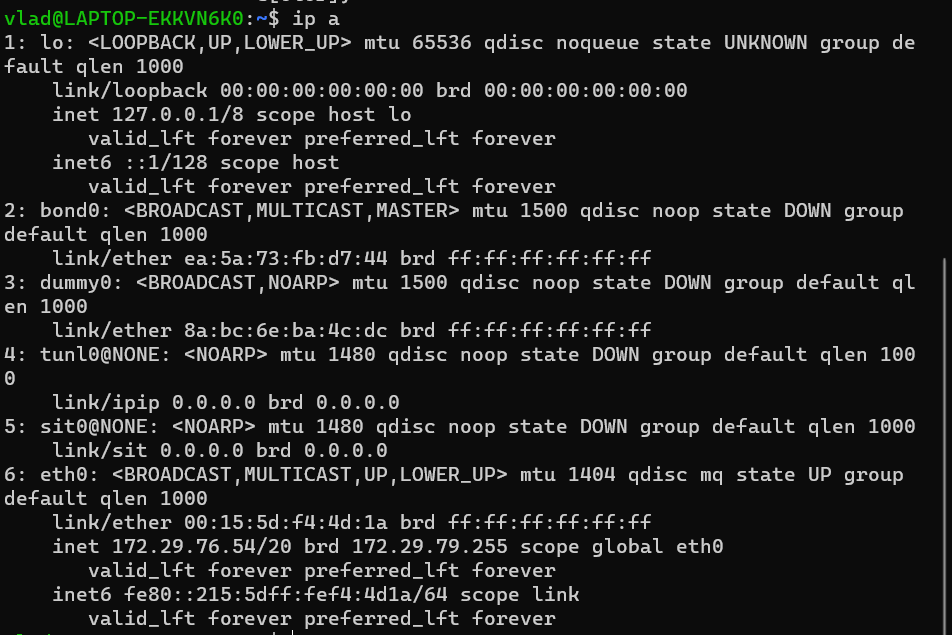 vlad@LAPTOP-EKKVN6K0:~$ ip a
1: lo: <LOOPBACK,UP,LOWER_UP> mtu 65536 qdisc noqueue state UNKNOWN group de
fault qlen 1000
    link/loopback 00:00:00:00:00:00 brd 00:00:00:00:00:00
    inet 127.0.0.1/8 scope host lo
       valid_lft forever preferred_lft forever
    inet6 ::1/128 scope host
       valid_lft forever preferred_lft forever
2: bond0: <BROADCAST,MULTICAST,MASTER> mtu 1500 qdisc noop state DOWN group
default qlen 1000
    link/ether ea:5a:73:fb:d7:44 brd ff:ff:ff:ff:ff:ff
3: dummy0: <BROADCAST,NOARP> mtu 1500 qdisc noop state DOWN group default ql
en 1000
    link/ether 8a:bc:6e:ba:4c:dc brd ff:ff:ff:ff:ff:ff
4: tunl0@NONE: <NOARP> mtu 1480 qdisc noop state DOWN group default qlen 100
0
    link/ipip 0.0.0.0 brd 0.0.0.0
5: sit0@NONE: <NOARP> mtu 1480 qdisc noop state DOWN group default qlen 1000
    link/sit 0.0.0.0 brd 0.0.0.0
6: eth0: <BROADCAST,MULTICAST,UP,LOWER_UP> mtu 1404 qdisc mq state UP group
default qlen 1000
    link/ether 00:15:5d:f4:4d:1a brd ff:ff:ff:ff:ff:ff
    inet 172.29.76.54/20 brd 172.29.79.255 scope global eth0
       valid_lft forever preferred_lft forever
    inet6 fe80::215:5dff:fef4:4d1a/64 scope link
       valid_lft forever preferred_lft forever